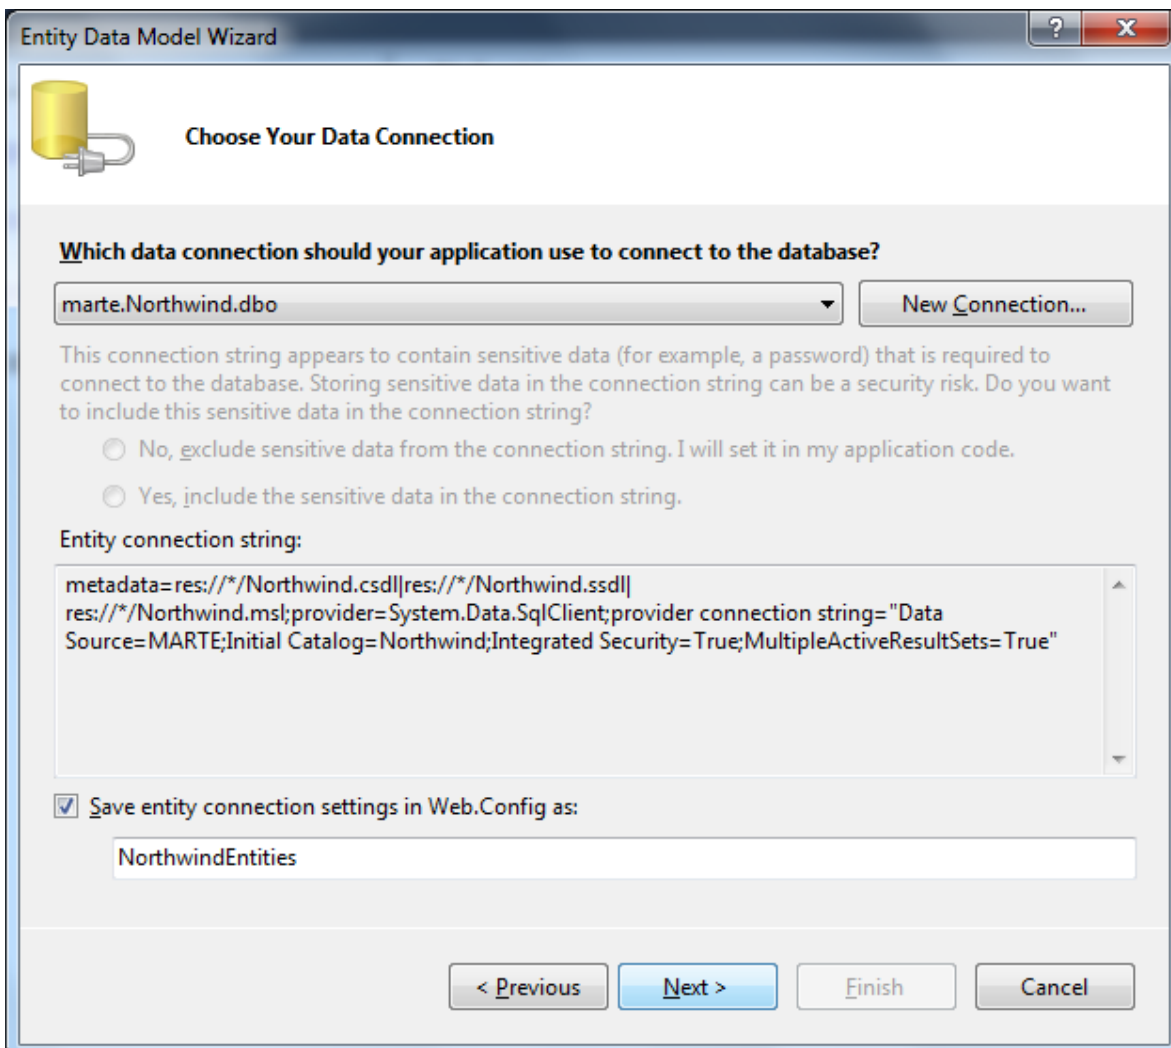 Entity Data Model Wizard
?
X
Choose Your Data Connection
Which data connection should your application use to connect to the database?
marte.Northwind.dbo
New Connection...
This connection string appears to contain sensitive data (for example, a password) that is required to
connect to the database. Storing sensitive data in the connection string can be a security risk. Do you want
to include this sensitive data in the connection string?
No, exclude sensitive data from the connection string. I will set it in my application code.
Yes, include the sensitive data in the connection string.
Entity connection string:
metadata=res://*/Northwind.csdl|res://*/Northwind.ssdl|
res://*/Northwind.msl;provider=System.Data.SqlClient;provider connection string="Data
Source=MARTE;Initial Catalog=Northwind;Integrated Security=True;MultipleActiveResultSets=True"
Save entity connection settings in Web.Config as:
NorthwindEntities
< Previous
Next >
Finish
Cancel